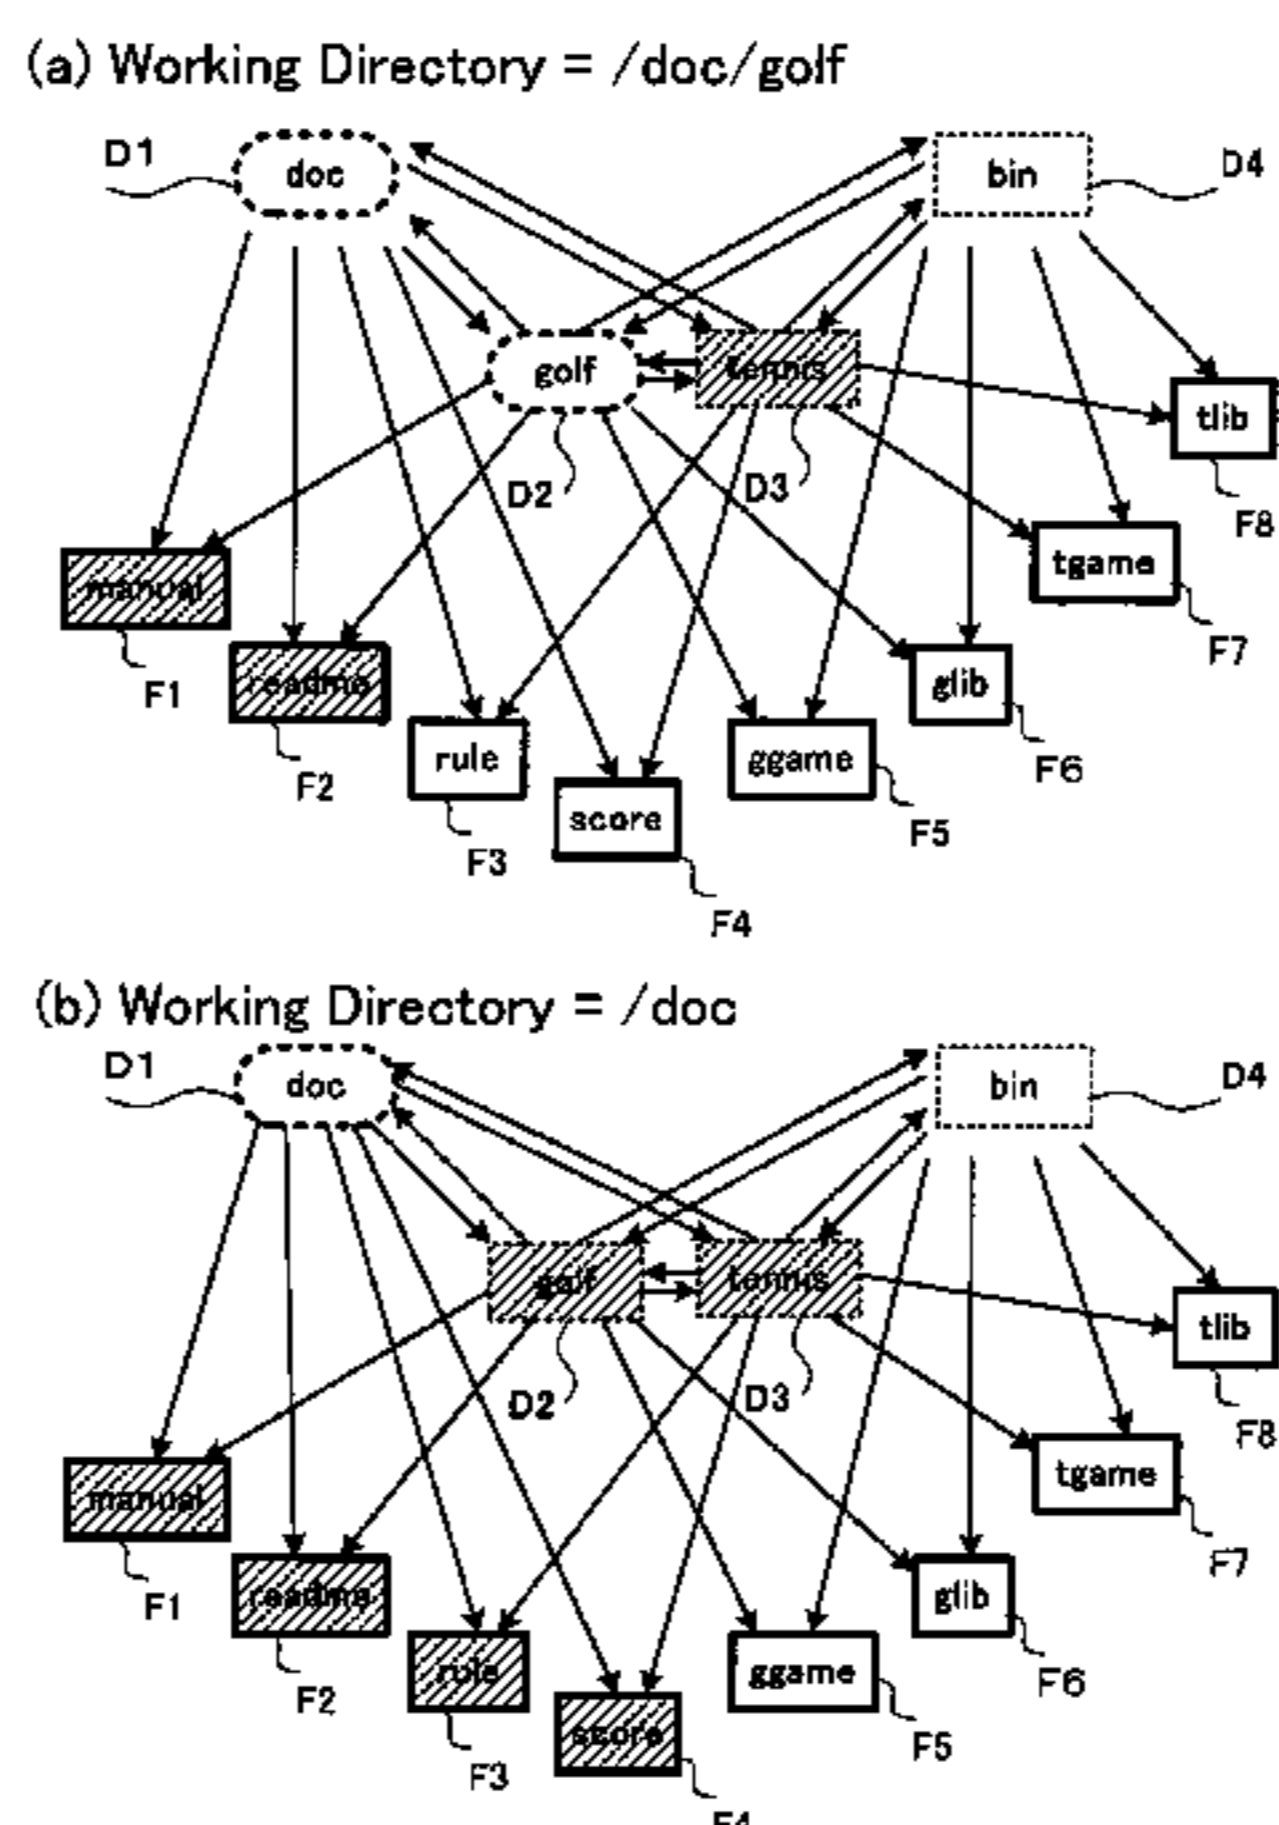 (a) Working Directory = /doc/golf
D1
doc
bin
D4
golf
tennis
tlib
D2
D3
F8
manual
tgame
F1
readme
glib
F7
F2
rule
ggame
F6
score
F5
F3
F4
(b) Working Directory = /doc
D1
doc
bin
D4
golf
tennis
tlib
D2
D3
F8
manual
tgame
F1
readme
glib
F7
F2
rule
ggame
F6
score
F5
F3
F4